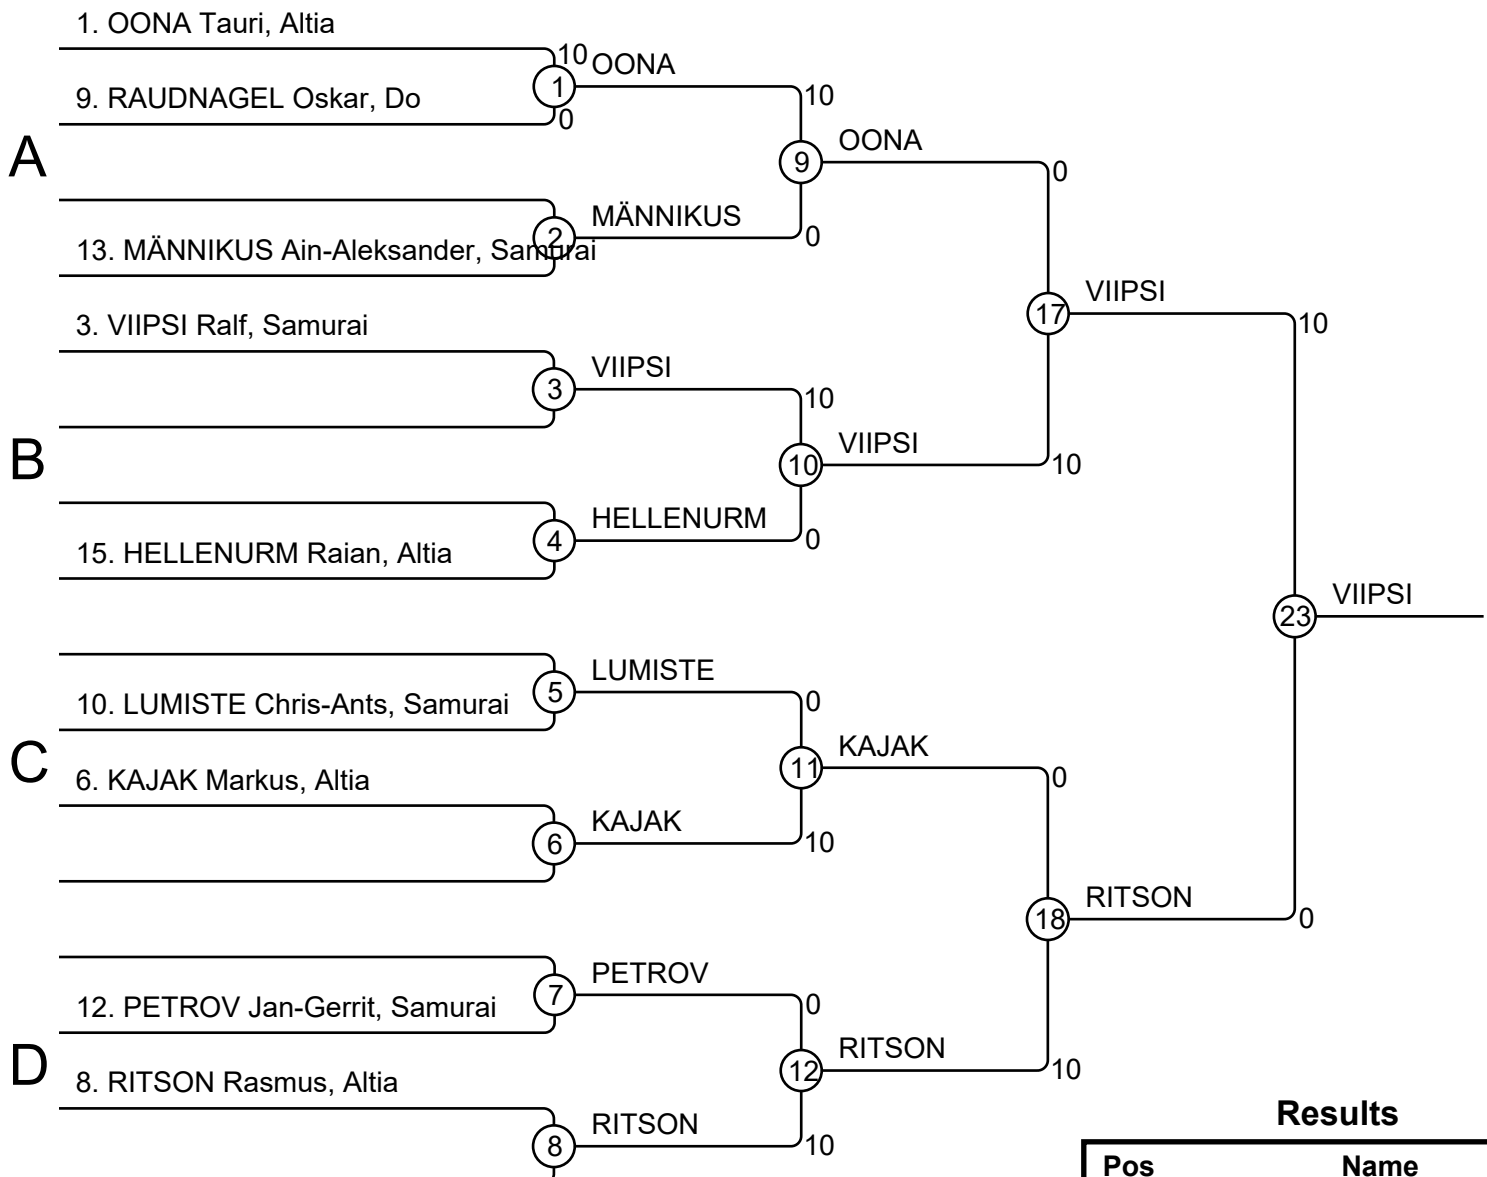 1. OONA Tauri, Altia
10
OONA
1
9. RAUDNAGEL Oskar, Do
0
10
A
9
OONA
0
MÄNNIKUS
2
0
13. MÄNNIKUS Ain-Aleksander, Samurai
17
VIIPSI
10
3. VIIPSI Ralf, Samurai
VIIPSI
3
10
B
10
VIIPSI
10
HELLENURM
4
0
15. HELLENURM Raian, Altia
23
VIIPSI
LUMISTE
5
0
10. LUMISTE Chris-Ants, Samurai
C
11
KAJAK
0
6. KAJAK Markus, Altia
KAJAK
6
10
18
RITSON
0
PETROV
7
0
12. PETROV Jan-Gerrit, Samurai
D
12
RITSON
10
8. RITSON Rasmus, Altia
RITSON
8
10
Results
Pos Name